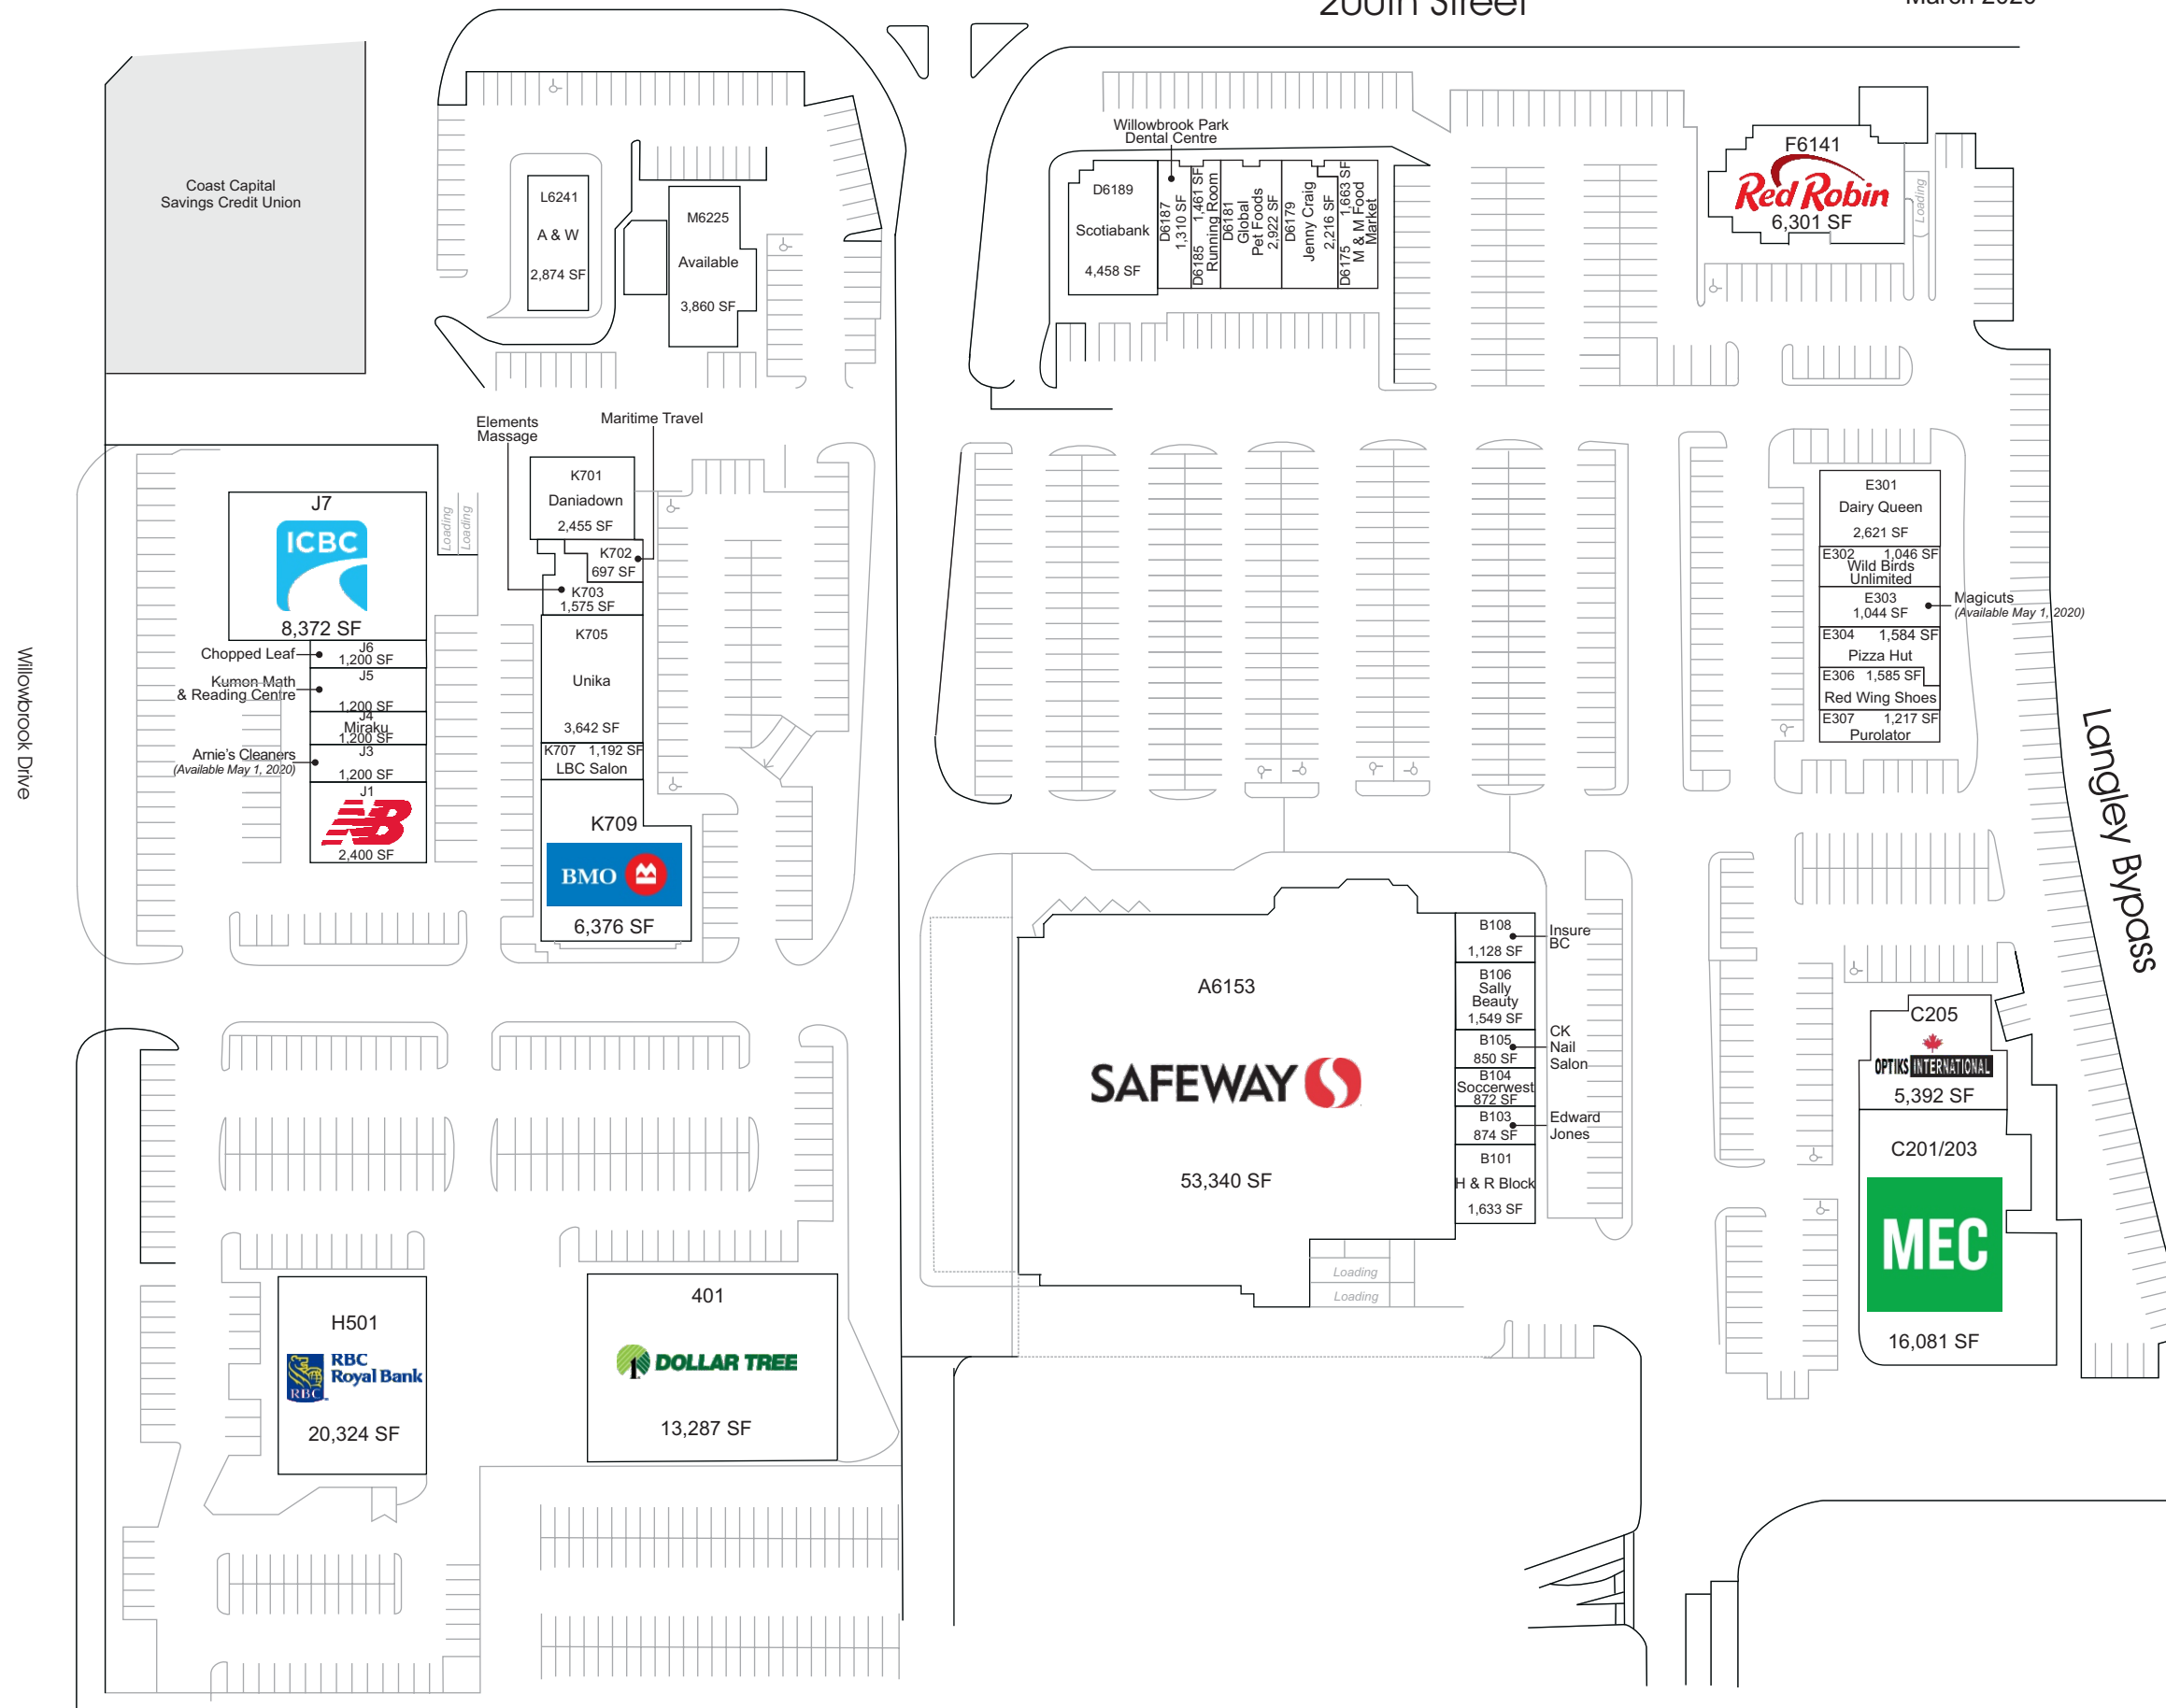 200th Street
March 2020
Coast Capital
Savings Credit Union
L6241
A & W
2,874 SF
M6225
Available
3,860 SF
Willowbrook Park
Dental Centre
D6189
Scotiabank
4,458 SF
D6187
1,310 SF
D6185 1,461 SF
Running Room
D6181
Global
Pet Foods
2,922 SF
D6179
Jenny Craig
2,216 SF
D6175 1,663 SF
M & M Food
Market
F6141
Red Robin
6,301 SF
Loading
Elements
Massage
Maritime Travel
K701
Daniadown
2,455 SF
K702
697 SF
K703
1,575 SF
K705
Unika
3,642 SF
K707 1,192 SF
LBC Salon
K709
BMO
6,376 SF
J7
ICBC
8,372 SF
Loading
Loading
Chopped Leaf
J6
1,200 SF
Kumon Math
& Reading Centre
J5
1,200 SF
J4
Miraku
1,200 SF
Arnie's Cleaners
(Available May 1, 2020)
J3
1,200 SF
J1
NB
2,400 SF
Willowbrook Drive
E301
Dairy Queen
2,621 SF
E302 1,046 SF
Wild Birds
Unlimited
E303
1,044 SF
Magicuts
(Available May 1, 2020)
E304 1,584 SF
Pizza Hut
E306 1,585 SF
Red Wing Shoes
E307 1,217 SF
Purolator
Langley Bypass
A6153
SAFEWAY
53,340 SF
B108
1,128 SF
Insure
BC
B106
Sally
Beauty
1,549 SF
B105
850 SF
CK
Nail
Salon
B104
Soccerwest
872 SF
B103
874 SF
Edward
Jones
B101
H & R Block
1,633 SF
Loading
Loading
C205
OPTIKS INTERNATIONAL
5,392 SF
C201/203
MEC
16,081 SF
H501
RBC
Royal Bank
RBC
20,324 SF
401
DOLLAR TREE
13,287 SF